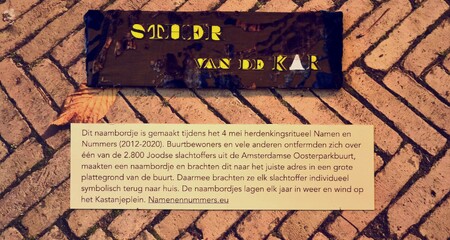 SIMCER
VAN DE KAR
Dit naambordje is gemaakt tijdens het 4 mei herdenkingsritueel Namen en
Nummers (2012-2020). Buurtbewoners en vele anderen ontfermden zich over
één van de 2.800 Joodse slachtoffers uit de Amsterdamse Oosterparkbuurt,
maakten een naambordje en brachten dit naar het juiste adres in een grote
plattegrond van de buurt. Daarmee brachten ze elk slachtoffer individueel
symbolisch terug naar huis. De naambordjes lagen elk jaar in weer en wind op
het Kastanjeplein. Namenennummers.eu